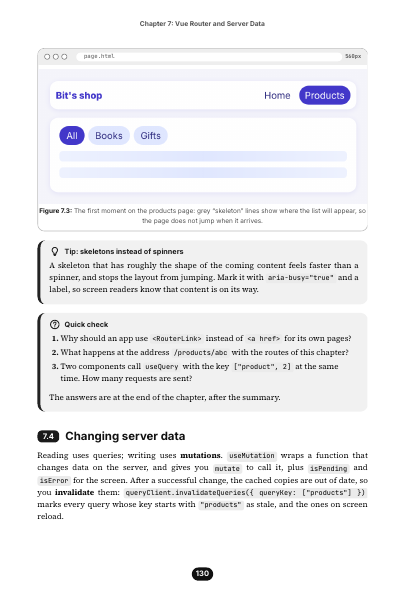 Chapter 7: Vue Router and Server Data
page.html
560px
Bit's shop
Home
Products
All
Books
Gifts
Figure 7.3: The first moment on the products page: grey "skeleton" lines show where the list will appear, so
the page does not jump when it arrives.
Tip: skeletons instead of spinners
A skeleton that has roughly the shape of the coming content feels faster than a
spinner, and stops the layout from jumping. Mark it with aria-busy="true" and a
label, so screen readers know that content is on its way.
Quick check
1. Why should an app use <RouterLink> instead of <a href> for its own pages?
2. What happens at the address /products/abc with the routes of this chapter?
3. Two components call useQuery with the key ["product", 2] at the same
time. How many requests are sent?
The answers are at the end of the chapter, after the summary.
7.4 Changing server data
Reading uses queries; writing uses mutations. useMutation wraps a function that
changes data on the server, and gives you mutate to call it, plus isPending and
isError for the screen. After a successful change, the cached copies are out of date, so
you invalidate them: queryClient.invalidateQueries({ queryKey: ["products"] })
marks every query whose key starts with "products" as stale, and the ones on screen
reload.
130